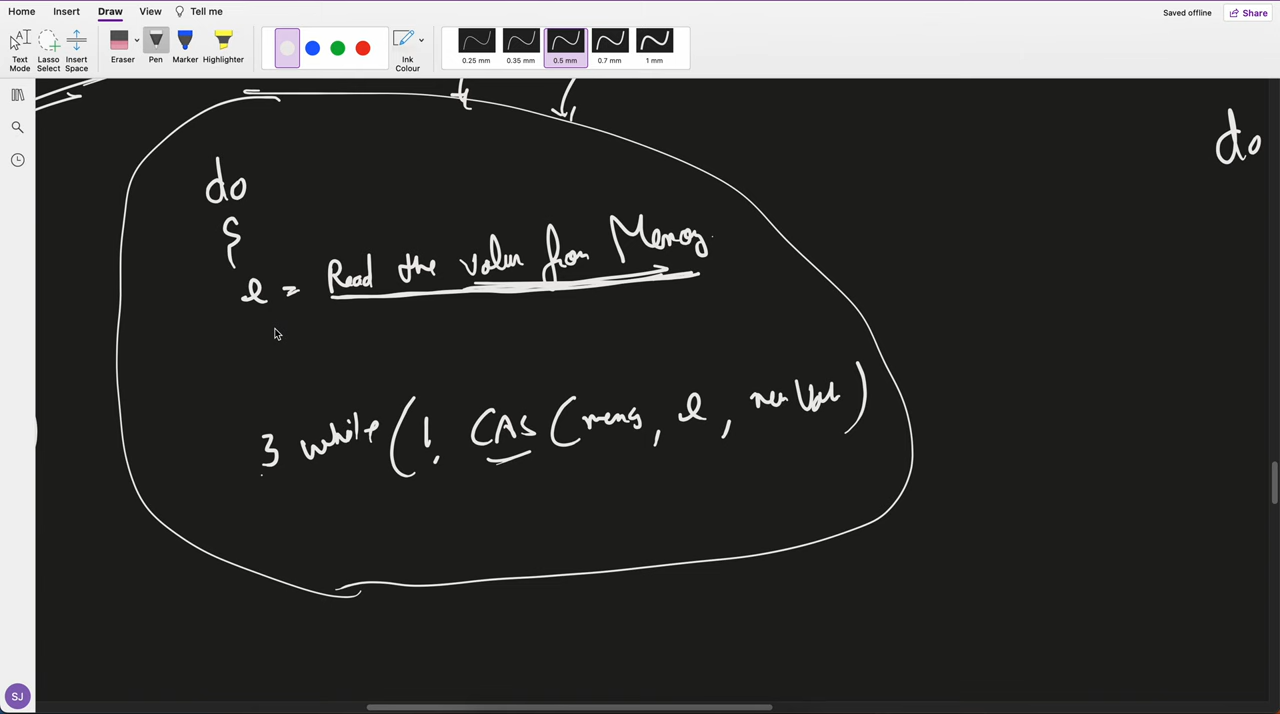 Home Insert Draw View Tell me
Saved offline Share
Text Mode
Lasso Select
Insert Space
Eraser
Pen
Marker
Highlighter
Ink Colour
0.25 mm
0.35 mm
0.5 mm
0.7 mm
1 mm
do
do
{
e = Read the value from Memory
} while (! CAS (memy, e, newVal)
SJ